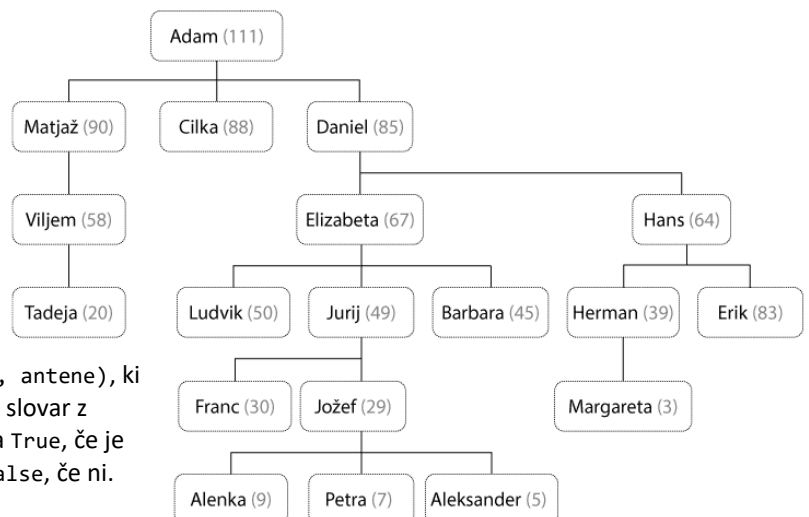 Adam (111)
Matjaž (90) Cilka (88) Daniel (85)
Viljem (58) Elizabeta (67) Hans (64)
Tadeja (20) Ludvik (50) Jurij (49) Barbara (45) Herman (39) Erik (83)
, antene), ki
Franc (30) Jožef (29) Margareta (3)
slovar z
a True, če je
alse, če ni.
Alenka (9) Petra (7) Aleksander (5)